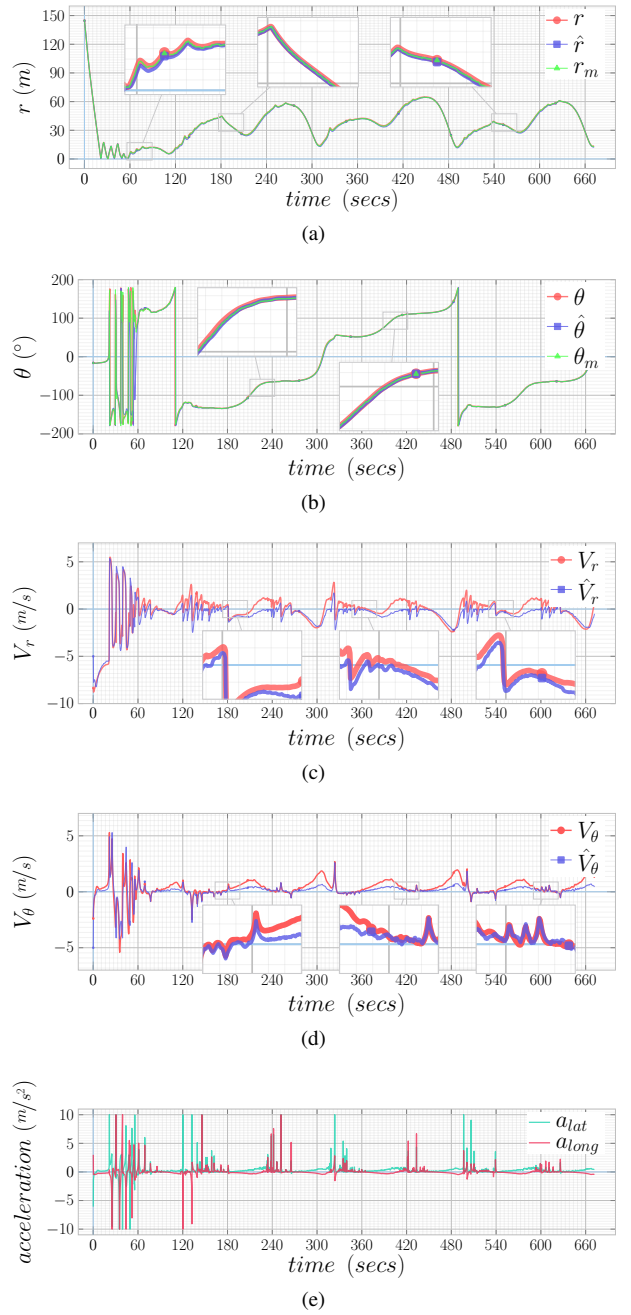 150
120
90
60
30
0
r (m)
r
r̂
r_m
0 60 120 180 240 300 360 420 480 540 600 660
time (secs)
(a)
200
100
0
−100
−200
θ (°)
θ
θ̂
θ_m
0 60 120 180 240 300 360 420 480 540 600 660
time (secs)
(b)
5
0
−5
−10
V_r (m/s)
V_r
V̂_r
0 60 120 180 240 300 360 420 480 540 600 660
time (secs)
(c)
5
0
−5
V_θ (m/s)
V_θ
V̂_θ
0 60 120 180 240 300 360 420 480 540 600 660
time (secs)
(d)
10
5
0
−5
−10
acceleration (m/s²)
a_lat
a_long
0 60 120 180 240 300 360 420 480 540 600 660
time (secs)
(e)